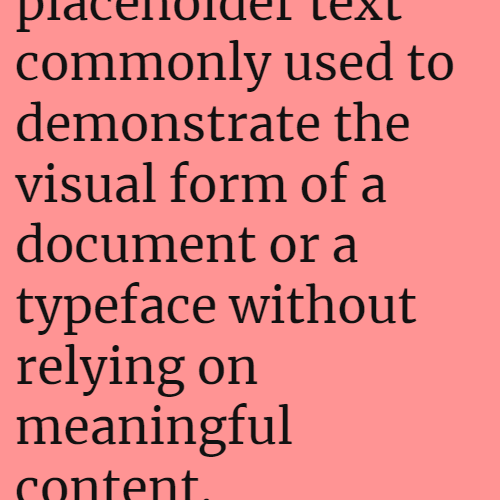 placeholder text
commonly used to
demonstrate the
visual form of a
document or a
typeface without
relying on
meaningful
content.